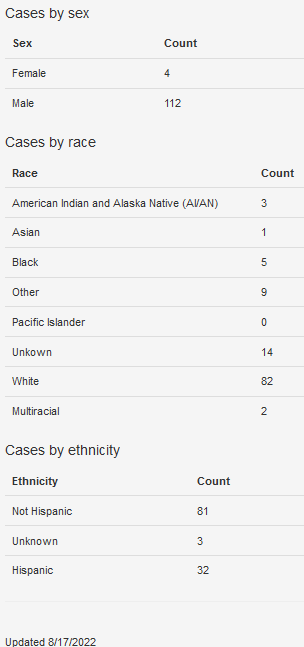 Cases by sex
Sex Count
Female 4
Male 112
Cases by race
Race Count
American Indian and Alaska Native (AI/AN) 3
Asian 1
Black 5
Other 9
Pacific Islander 0
Unkown 14
White 82
Multiracial 2
Cases by ethnicity
Ethnicity Count
Not Hispanic 81
Unknown 3
Hispanic 32
Updated 8/17/2022